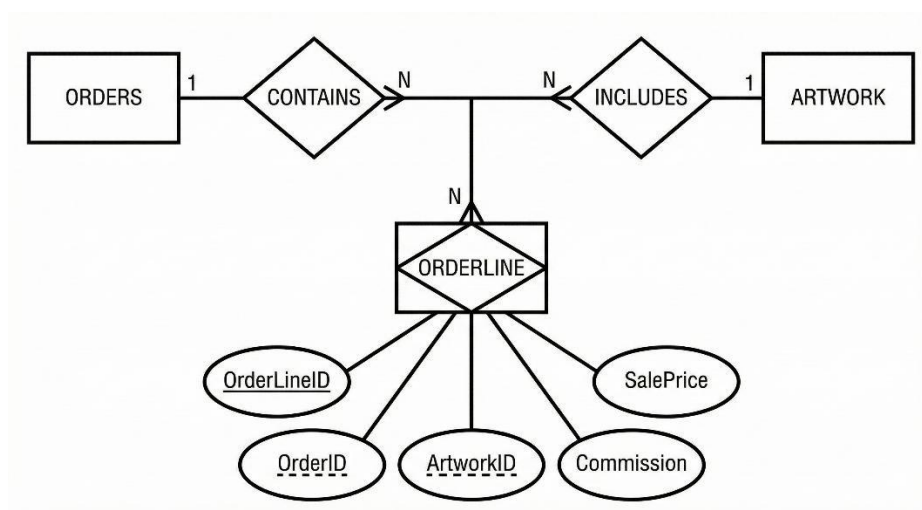 ORDERS
1
CONTAINS
N
N
INCLUDES
1
ARTWORK
N
ORDERLINE
OrderLineID
SalePrice
OrderID
ArtworkID
Commission